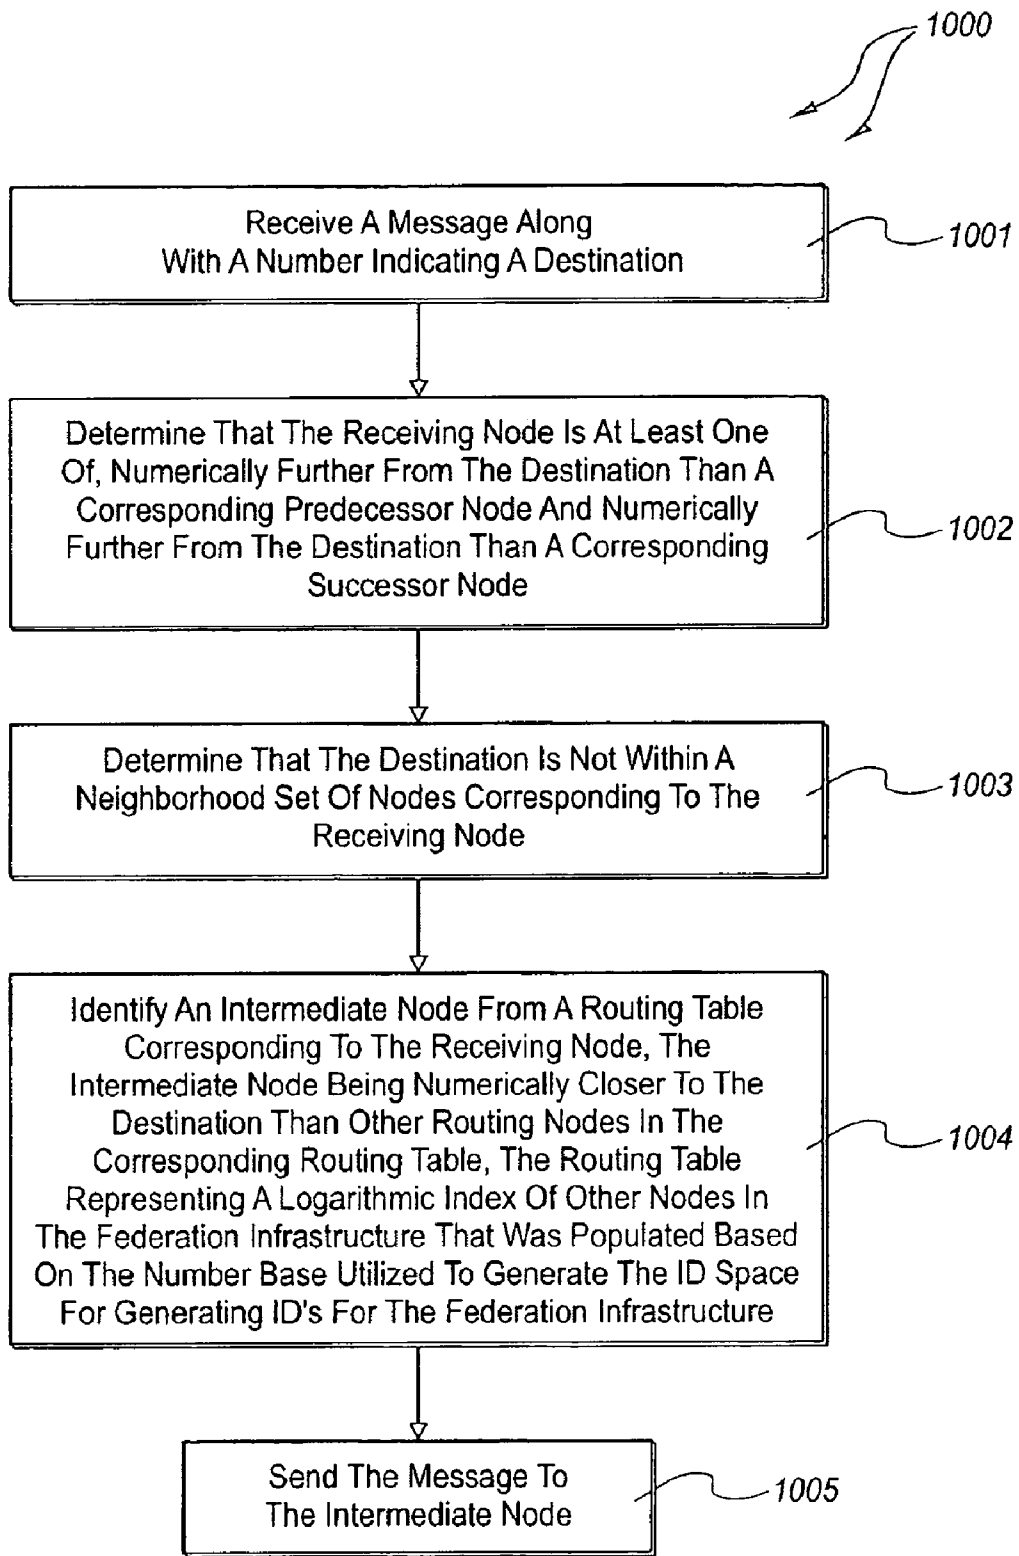 1000
Receive A Message Along
With A Number Indicating A Destination
1001
Determine That The Receiving Node Is At Least One
Of, Numerically Further From The Destination Than A
Corresponding Predecessor Node And Numerically
Further From The Destination Than A Corresponding
Successor Node
1002
Determine That The Destination Is Not Within A
Neighborhood Set Of Nodes Corresponding To The
Receiving Node
1003
Identify An Intermediate Node From A Routing Table
Corresponding To The Receiving Node, The
Intermediate Node Being Numerically Closer To The
Destination Than Other Routing Nodes In The
Corresponding Routing Table, The Routing Table
Representing A Logarithmic Index Of Other Nodes In
The Federation Infrastructure That Was Populated Based
On The Number Base Utilized To Generate The ID Space
For Generating ID's For The Federation Infrastructure
1004
Send The Message To
The Intermediate Node
1005